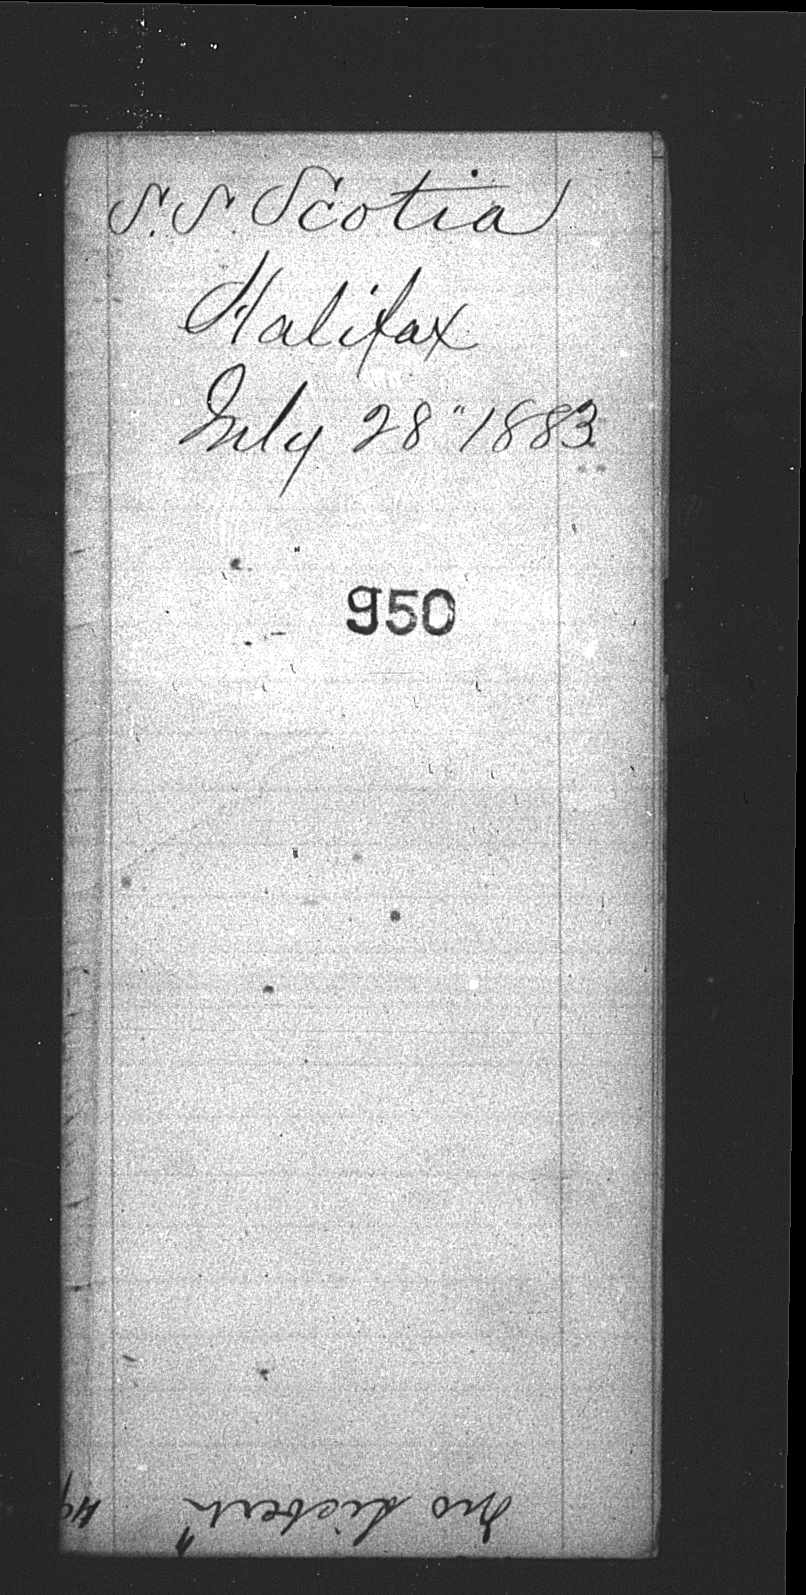 S. S. Scotia
Halifax
July 28" 1883
950